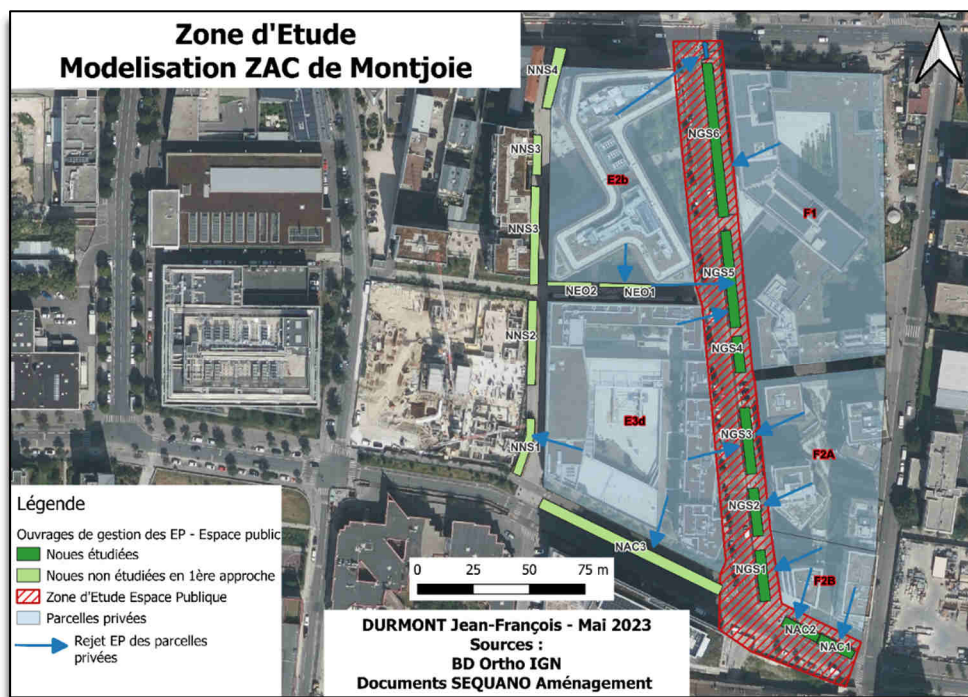 Zone d'Etude
Modelisation ZAC de Montjoie
NNS4
NNS3
NNS3
E2b
NGS6
F1
NGS5
NEO2
NEO1
NNS2
NGS4
NGS3
E3d
NNS1
F2A
NGS2
NAC3
NGS1
F2B
NAC2
NAC1
Légende
Ouvrages de gestion des EP - Espace public
Noues étudiées
Noues non étudiées en 1ère approche
Zone d'Etude Espace Publique
Parcelles privées
Rejet EP des parcelles
privées
0 25 50 75 m
DURMONT Jean-François - Mai 2023
Sources :
BD Ortho IGN
Documents SEQUANO Aménagement